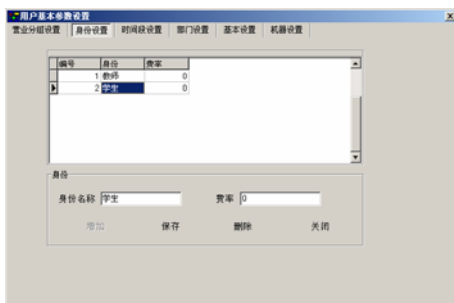 用户基本参数设置
营业分组设置 身份设置 时间段设置 部门设置 基本设置 机器设置
编号 身份 费率
1 教师 0
2 学生 0
身份
身份名称 学生 费率 0
增加 保存 删除 关闭